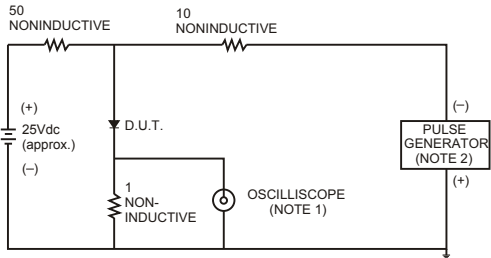 50
NONINDUCTIVE
10
NONINDUCTIVE
(+)
25Vdc
(approx.)
(–)
D.U.T.
1
NON-
INDUCTIVE
OSCILLISCOPE
(NOTE 1)
(–)
PULSE
GENERATOR
(NOTE 2)
(+)